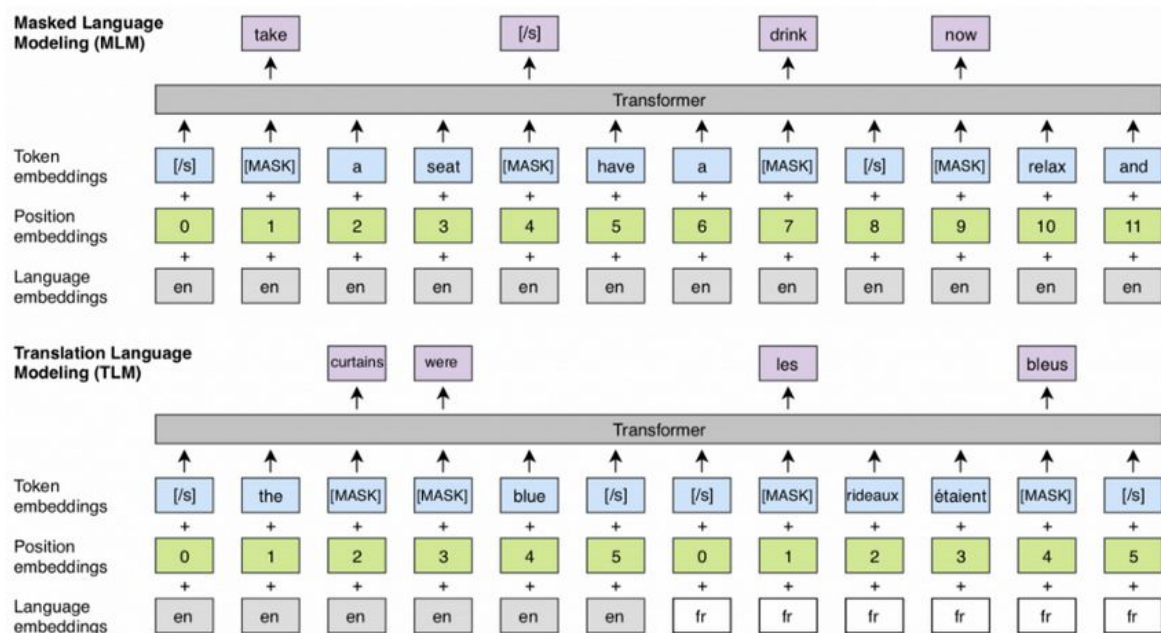 Masked Language
Modeling (MLM)
take [/s] drink now
Transformer
Token
embeddings
[/s] [MASK] a seat [MASK] have a [MASK] [/s] [MASK] relax and
+ + + + + + + + + + + +
Position
embeddings
0 1 2 3 4 5 6 7 8 9 10 11
+ + + + + + + + + + + +
Language
embeddings
en en en en en en en en en en en en
Translation Language
Modeling (TLM)
curtains were les bleus
Transformer
Token
embeddings
[/s] the [MASK] [MASK] blue [/s] [/s] [MASK] rideaux étaient [MASK] [/s]
+ + + + + + + + + + + +
Position
embeddings
0 1 2 3 4 5 0 1 2 3 4 5
+ + + + + + + + + + + +
Language
embeddings
en en en en en en fr fr fr fr fr fr